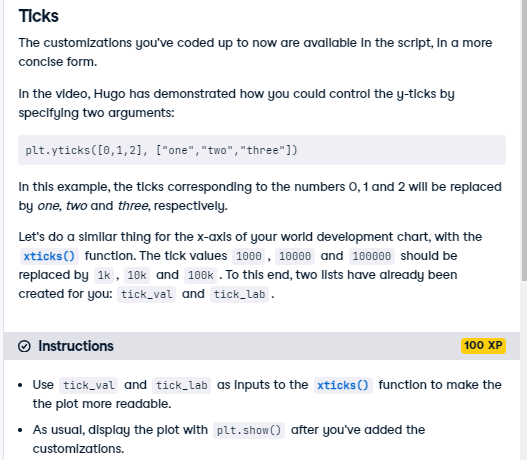 Ticks
The customizations you've coded up to now are available in the script, in a more
concise form.
In the video, Hugo has demonstrated how you could control the y-ticks by
specifying two arguments:
plt.yticks([0,1,2], ["one","two","three"])
In this example, the ticks corresponding to the numbers 0, 1 and 2 will be replaced
by one, two and three, respectively.
Let's do a similar thing for the x-axis of your world development chart, with the
xticks() function. The tick values 1000 , 10000 and 100000 should be
replaced by 1k , 10k and 100k . To this end, two lists have already been
created for you: tick_val and tick_lab .
Instructions 100 XP
• Use tick_val and tick_lab as inputs to the xticks() function to make the
the plot more readable.
• As usual, display the plot with plt.show() after you've added the
customizations.